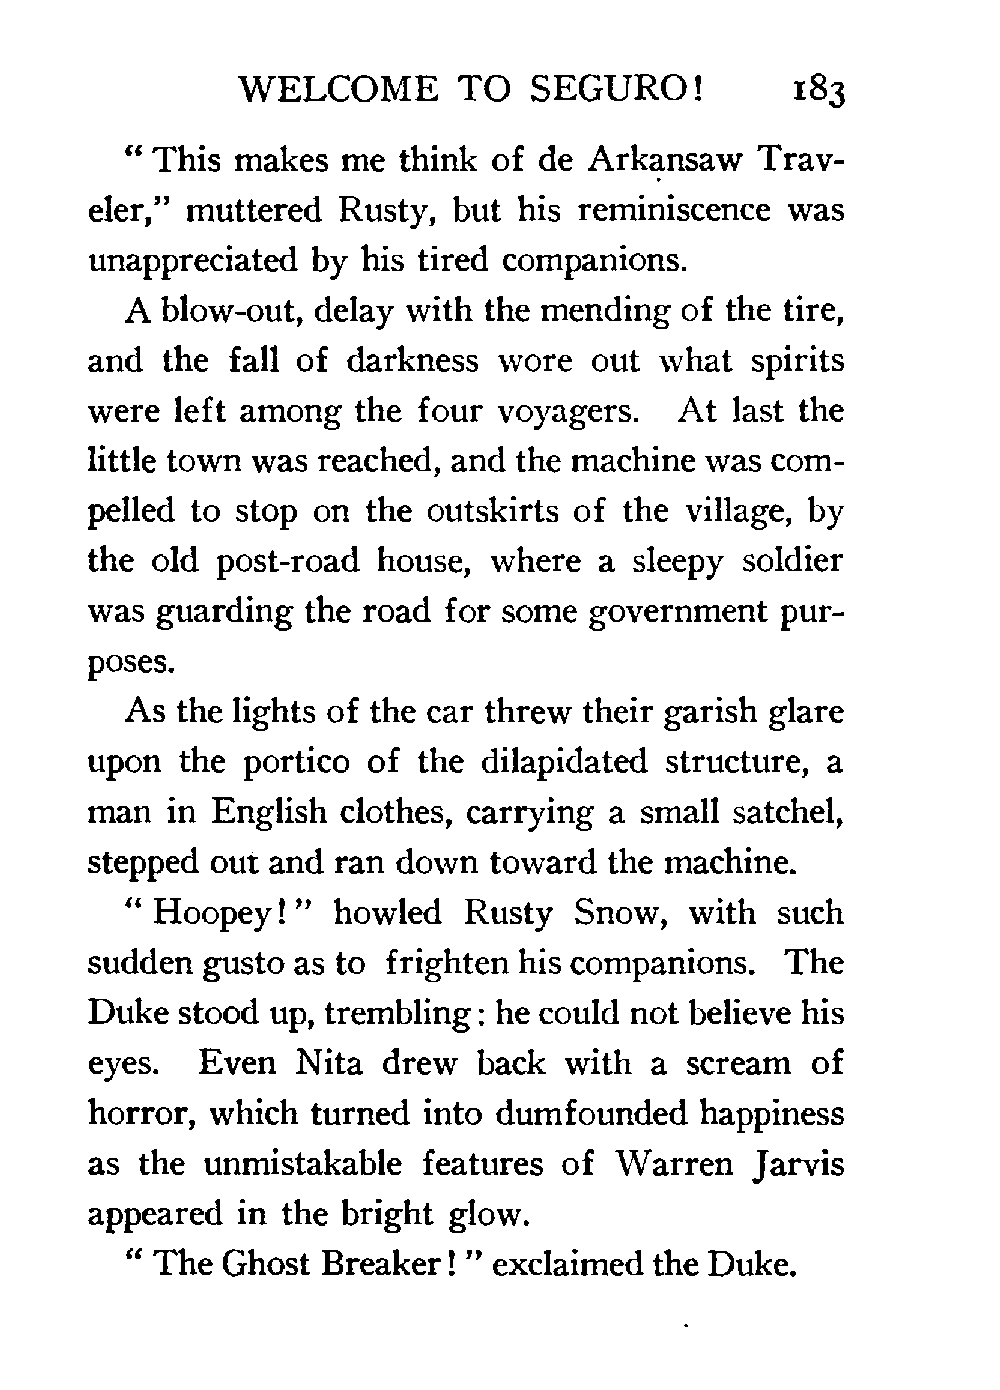 WELCOME TO SEGURO! 183
“ This makes me think of de Arkansaw Trav-
eler,” muttered Rusty, but his reminiscence was
unappreciated by his tired companions.
A blow-out, delay with the mending of the tire,
and the fall of darkness wore out what spirits
were left among the four voyagers. At last the
little town was reached, and the machine was com-
pelled to stop on the outskirts of the village, by
the old post-road house, where a sleepy soldier
was guarding the road for some government pur-
poses.
As the lights of the car threw their garish glare
upon the portico of the dilapidated structure, a
man in English clothes, carrying a small satchel,
stepped out and ran down toward the machine.
“ Hoopey! ” howled Rusty Snow, with such
sudden gusto as to frighten his companions. The
Duke stood up, trembling: he could not believe his
eyes. Even Nita drew back with a scream of
horror, which turned into dumfounded happiness
as the unmistakable features of Warren Jarvis
appeared in the bright glow.
“ The Ghost Breaker! ” exclaimed the Duke.